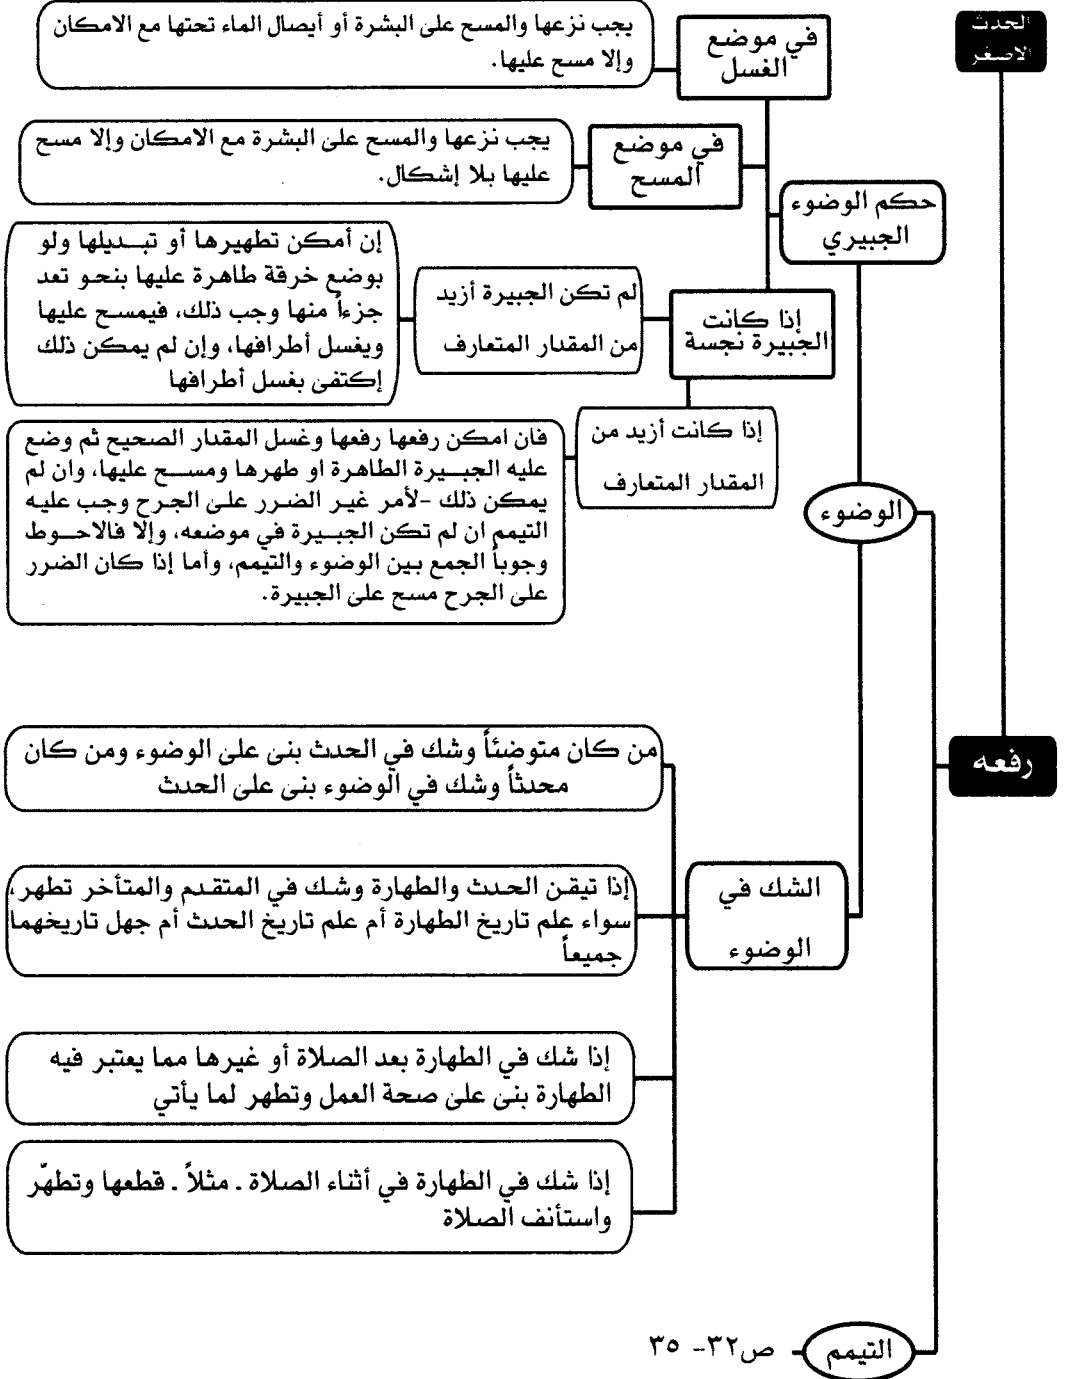 الحدث
الاصغر
رفعه
الوضوء
حكم الوضوء
الجبيري
في موضع
الغسل
يجب نزعها والمسح على البشرة أو أيصال الماء تحتها مع الامكان
وإلا مسح عليها.
في موضع
المسح
يجب نزعها والمسح على البشرة مع الامكان وإلا مسح
عليها بلا إشكال.
إذا كانت
الجبيرة نجسة
لم تكن الجبيرة أزيد
من المقدار المتعارف
إن أمكن تطهيرها أو تبديلها ولو
بوضع خرقة طاهرة عليها بنحو تعد
جزءاً منها وجب ذلك، فيمسح عليها
ويغسل أطرافها، وإن لم يمكن ذلك
إكتفى بغسل أطرافها
إذا كانت أزيد من
المقدار المتعارف
فان امكن رفعها رفعها وغسل المقدار الصحيح ثم وضع
عليه الجبيرة الطاهرة او طهرها ومسح عليها، وان لم
يمكن ذلك -لأمر غير الضرر على الجرح وجب عليه
التيمم ان لم تكن الجبيرة في موضعه، وإلا فالاحوط
وجوباً الجمع بين الوضوء والتيمم، وأما إذا كان الضرر
على الجرح مسح على الجبيرة.
الشك في
الوضوء
من كان متوضئاً وشك في الحدث بنى على الوضوء ومن كان
محدثاً وشك في الوضوء بنى على الحدث
إذا تيقن الحدث والطهارة وشك في المتقدم والمتأخر تطهر،
سواء علم تاريخ الطهارة أم علم تاريخ الحدث أم جهل تاريخهما
جميعاً
إذا شك في الطهارة بعد الصلاة أو غيرها مما يعتبر فيه
الطهارة بنى على صحة العمل وتطهر لما يأتي
إذا شك في الطهارة في أثناء الصلاة ـ مثلاً ـ قطعها وتطهّر
واستأنف الصلاة
التيمم
ص٣٢- ٣٥